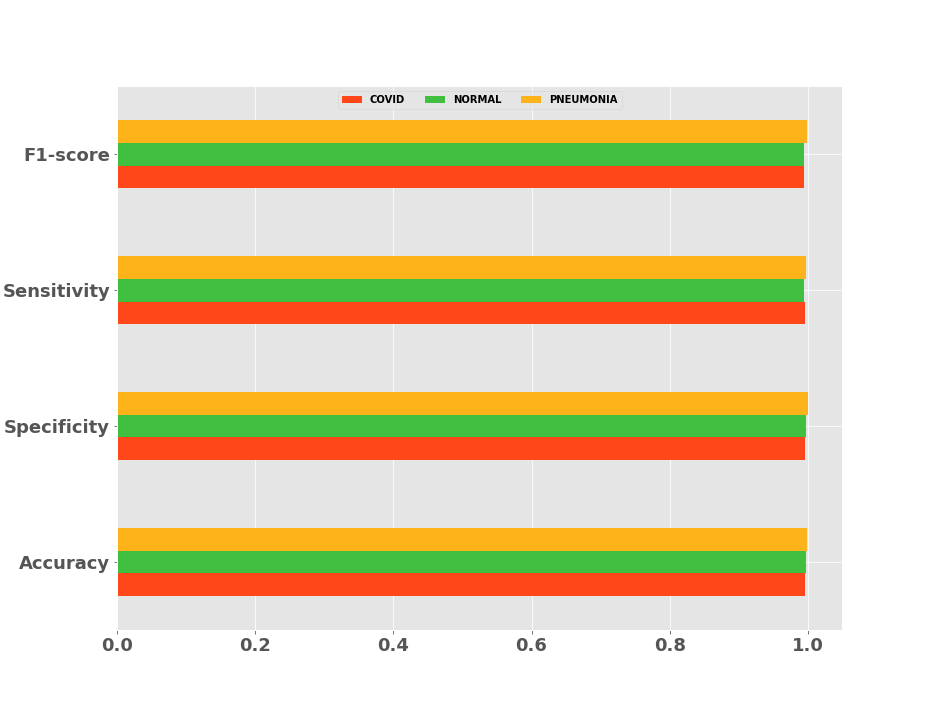 COVID NORMAL PNEUMONIA
F1-score
Sensitivity
Specificity
Accuracy
0.0 0.2 0.4 0.6 0.8 1.0